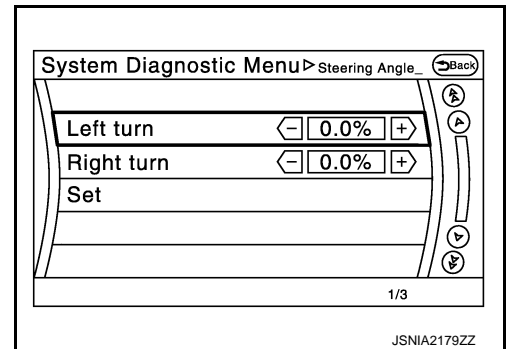 System Diagnostic Menu▷Steering Angle_ Back
Left turn − 0.0% +
Right turn − 0.0% +
Set
1/3
JSNIA2179ZZ